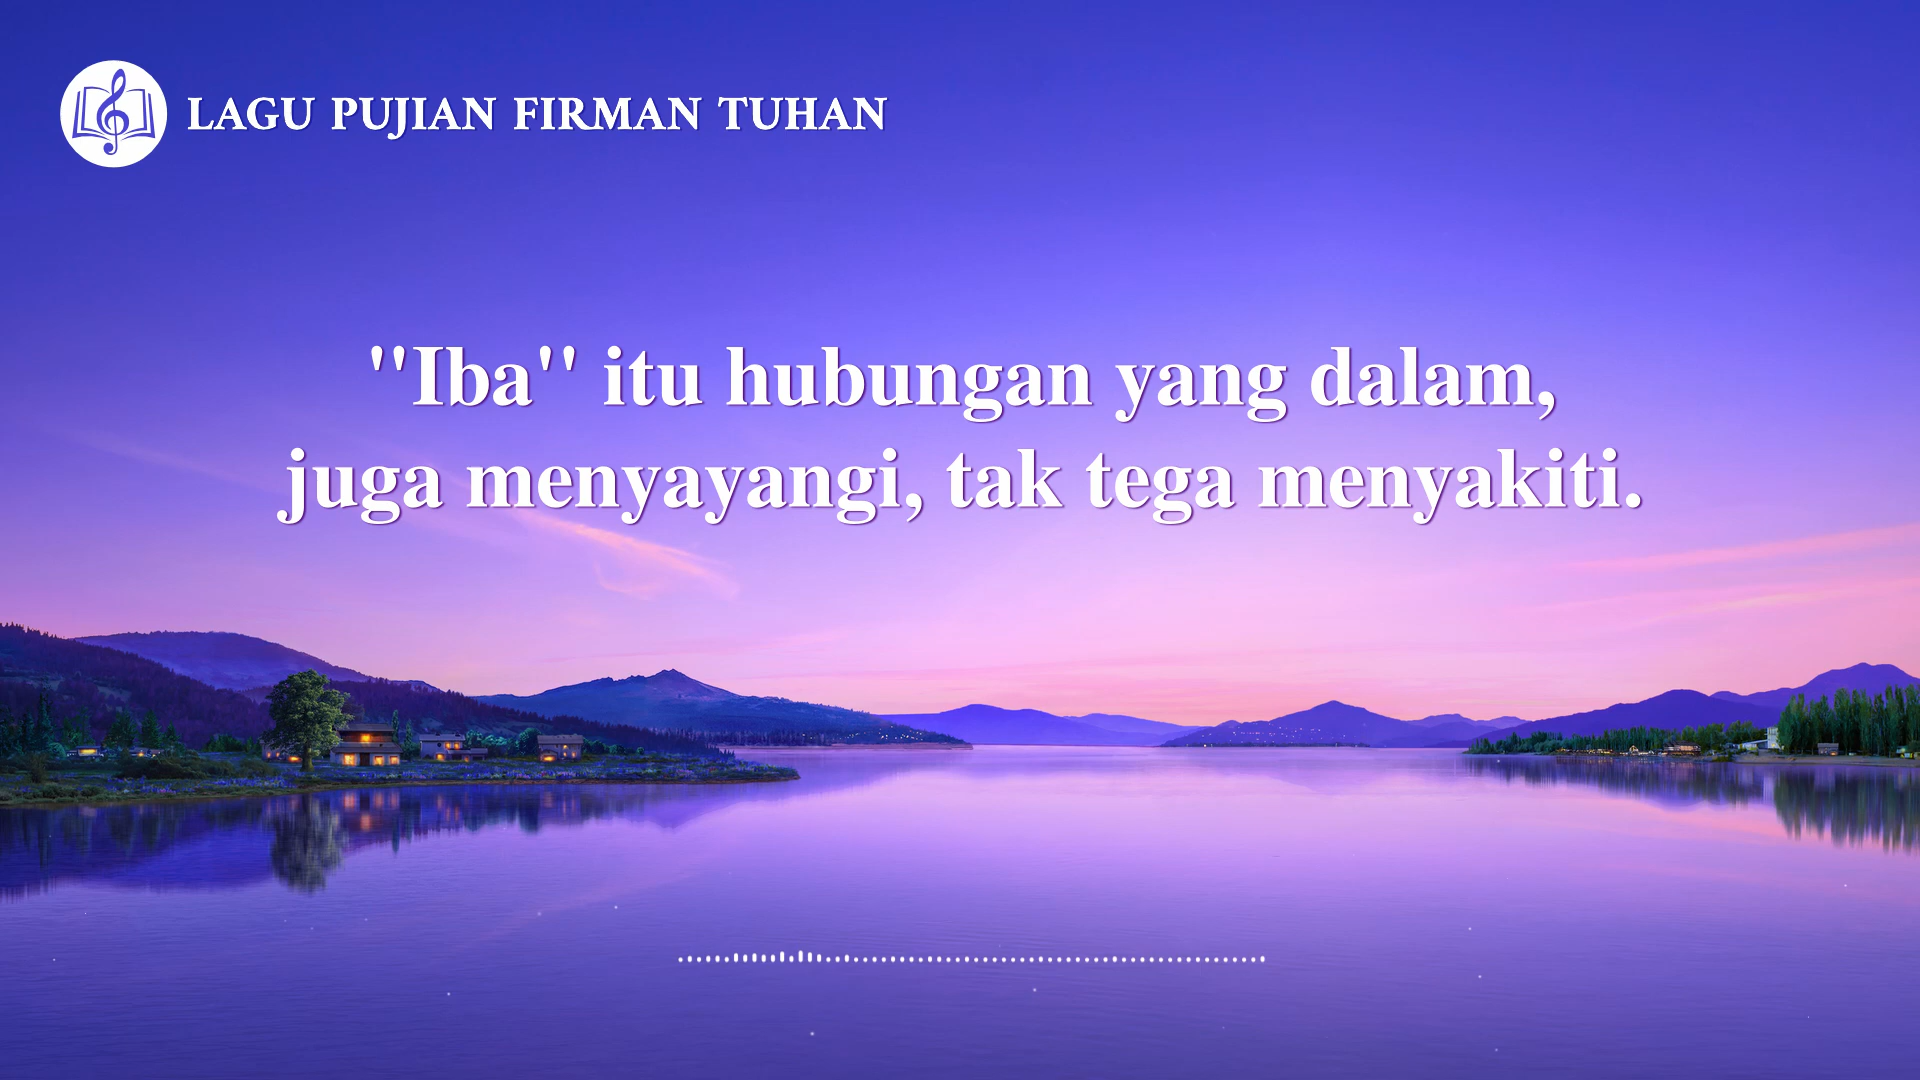 LAGU PUJIAN FIRMAN TUHAN
"Iba" itu hubungan yang dalam,
juga menyayangi, tak tega menyakiti.